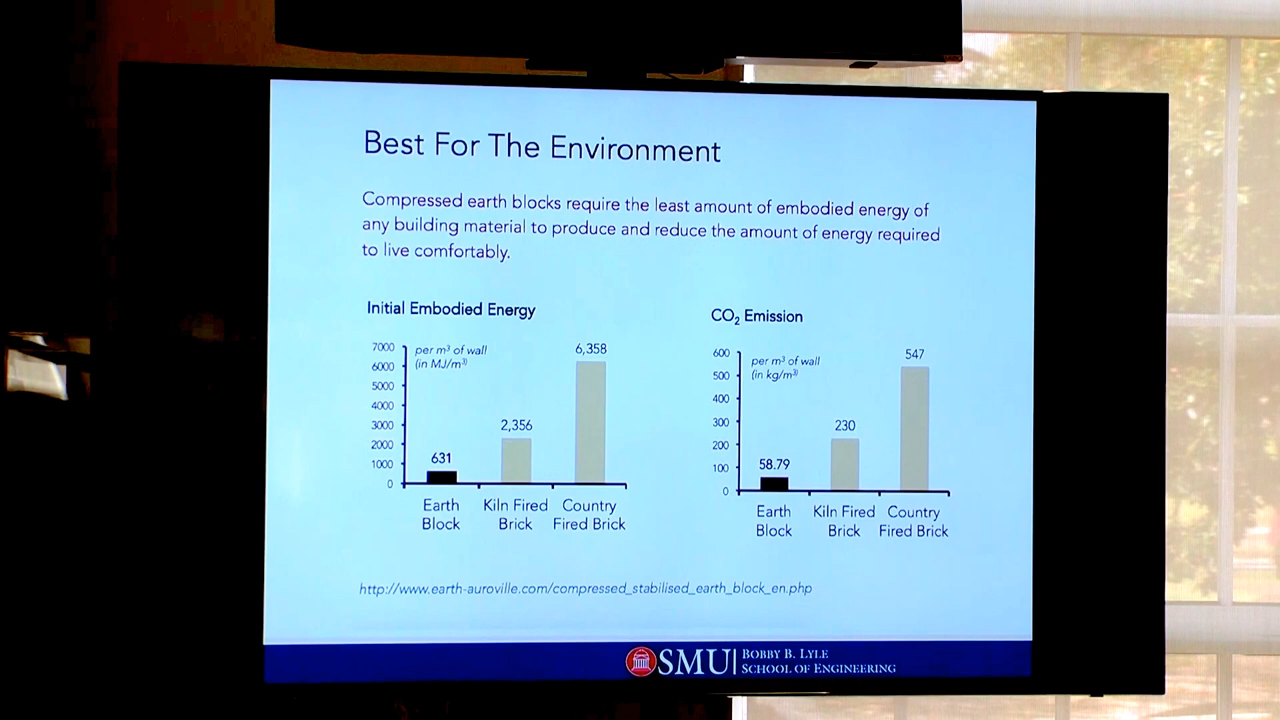 Best For The Environment
Compressed earth blocks require the least amount of embodied energy of
any building material to produce and reduce the amount of energy required
to live comfortably.
Initial Embodied Energy
per m³ of wall
(in MJ/m³)
7000
6000
5000
4000
3000
2000
1000
0
631
2,356
6,358
Earth
Block
Kiln Fired
Brick
Country
Fired Brick
CO₂ Emission
per m³ of wall
(in kg/m³)
600
500
400
300
200
100
0
58.79
230
547
Earth
Block
Kiln Fired
Brick
Country
Fired Brick
http://www.earth-auroville.com/compressed_stabilised_earth_block_en.php
SMU
BOBBY B. LYLE
SCHOOL OF ENGINEERING